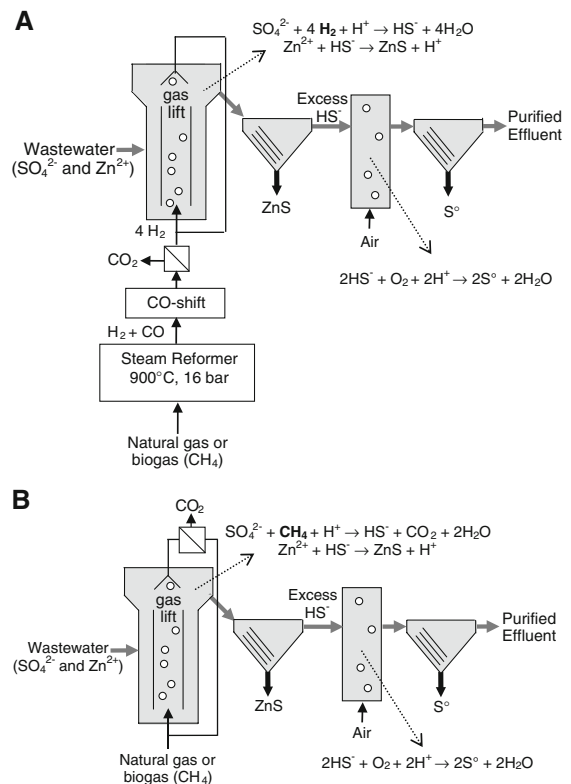 A
SO₄²⁻ + 4 H₂ + H⁺ → HS⁻ + 4H₂O
Zn²⁺ + HS⁻ → ZnS + H⁺
gas
lift
Excess
HS⁻
Purified
Effluent
Wastewater
(SO₄²⁻ and Zn²⁺)
ZnS
S°
4 H₂
Air
CO₂
2HS⁻ + O₂ + 2H⁺ → 2S° + 2H₂O
CO-shift
H₂ + CO
Steam Reformer
900°C, 16 bar
Natural gas or
biogas (CH₄)
B
CO₂
SO₄²⁻ + CH₄ + H⁺ → HS⁻ + CO₂ + 2H₂O
Zn²⁺ + HS⁻ → ZnS + H⁺
gas
lift
Excess
HS⁻
Purified
Effluent
Wastewater
(SO₄²⁻ and Zn²⁺)
ZnS
S°
Air
Natural gas or
biogas (CH₄)
2HS⁻ + O₂ + 2H⁺ → 2S° + 2H₂O